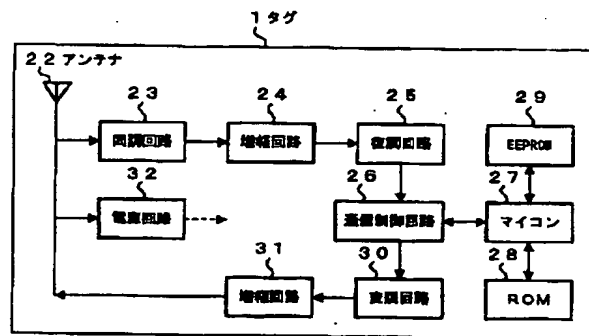 1 タグ
22 アンテナ
23
同調回路
24
増幅回路
25
復調回路
29
EEPROM
32
電源回路
26
通信制御回路
27
マイコン
31
増幅回路
30
変調回路
28
ROM